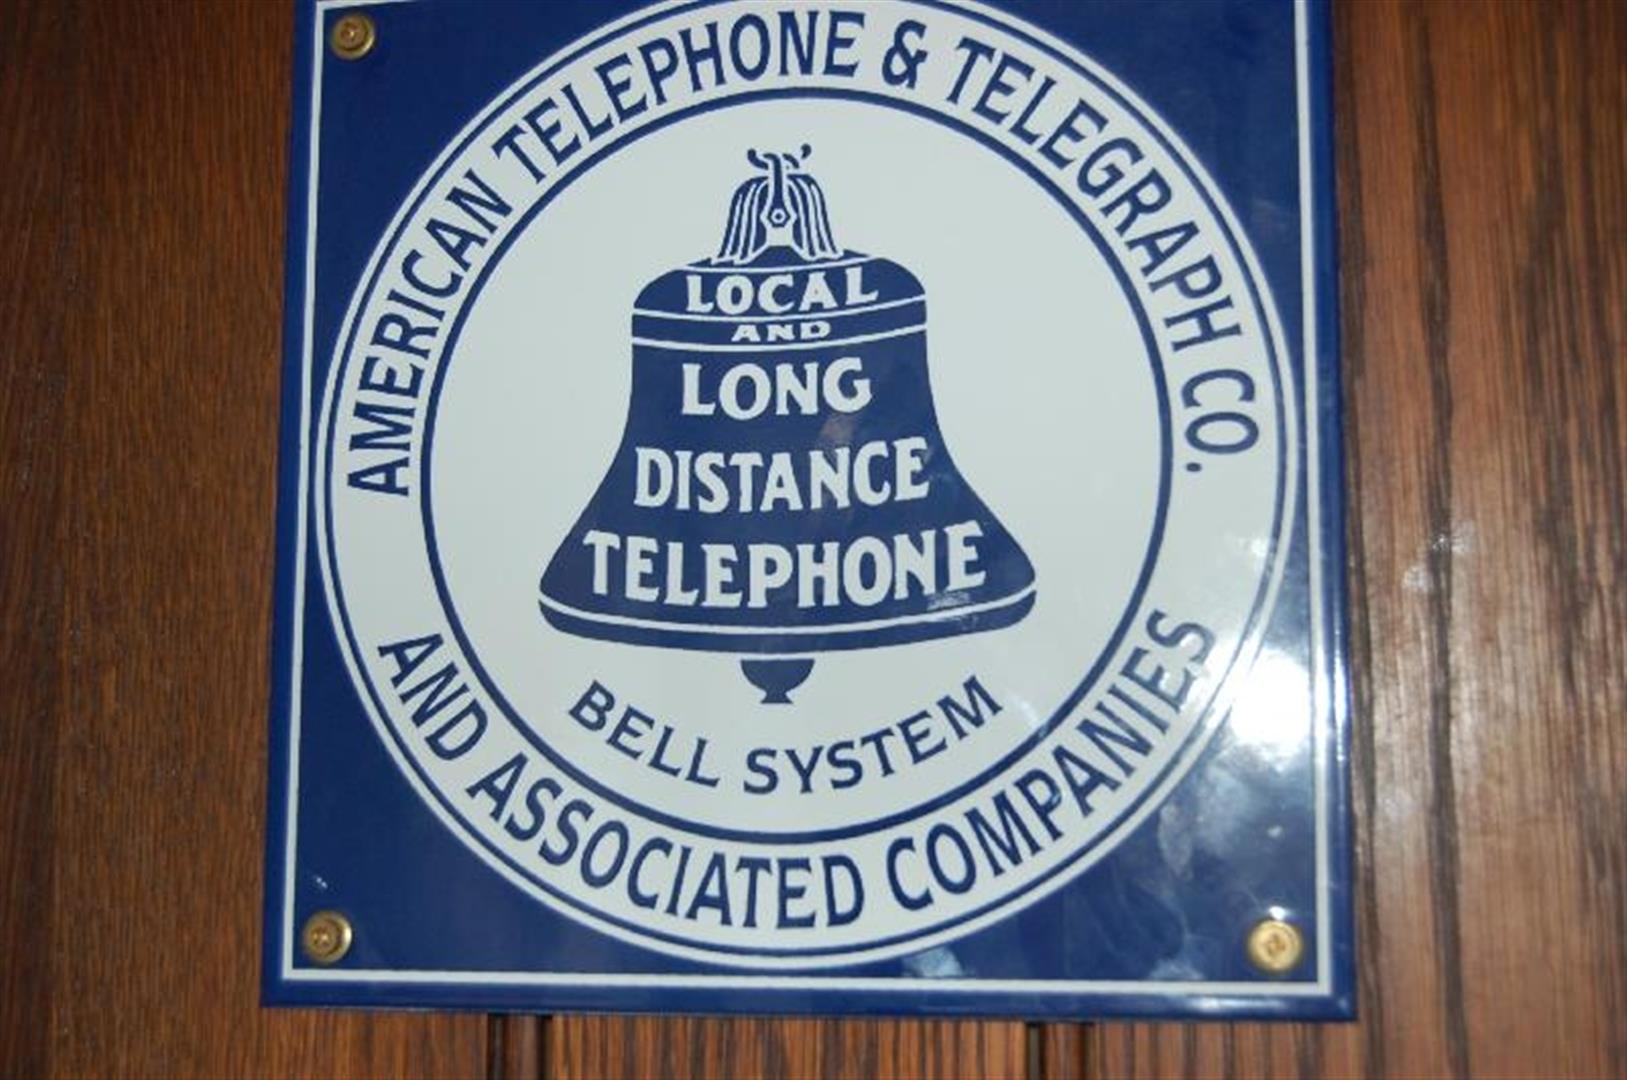 AMERICAN TELEPHONE & TELEGRAPH CO.
LOCAL
AND
LONG
DISTANCE
TELEPHONE
BELL SYSTEM
AND ASSOCIATED COMPANIES